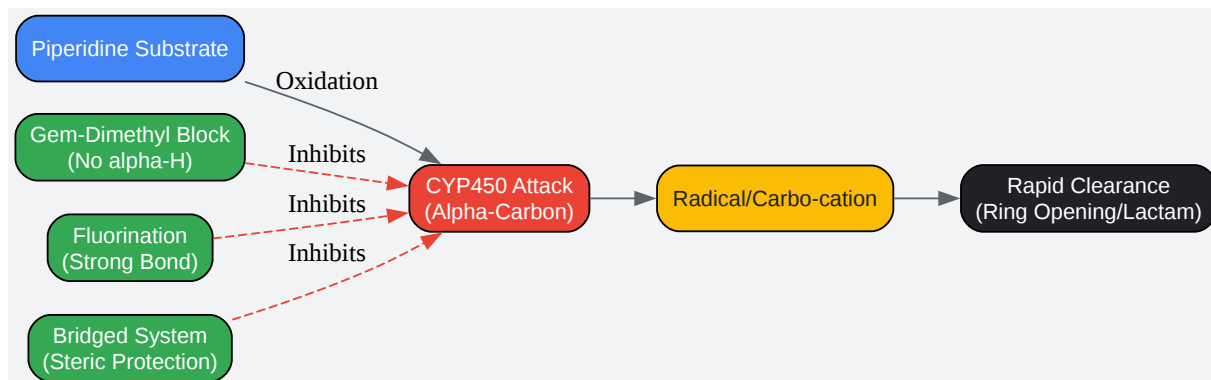 Piperidine Substrate
Oxidation
Gem-Dimethyl Block
(No alpha-H)
Inhibits
Fluorination
(Strong Bond)
Inhibits
Bridged System
(Steric Protection)
Inhibits
CYP450 Attack
(Alpha-Carbon)
Radical/Carbo-cation
Rapid Clearance
(Ring Opening/Lactam)